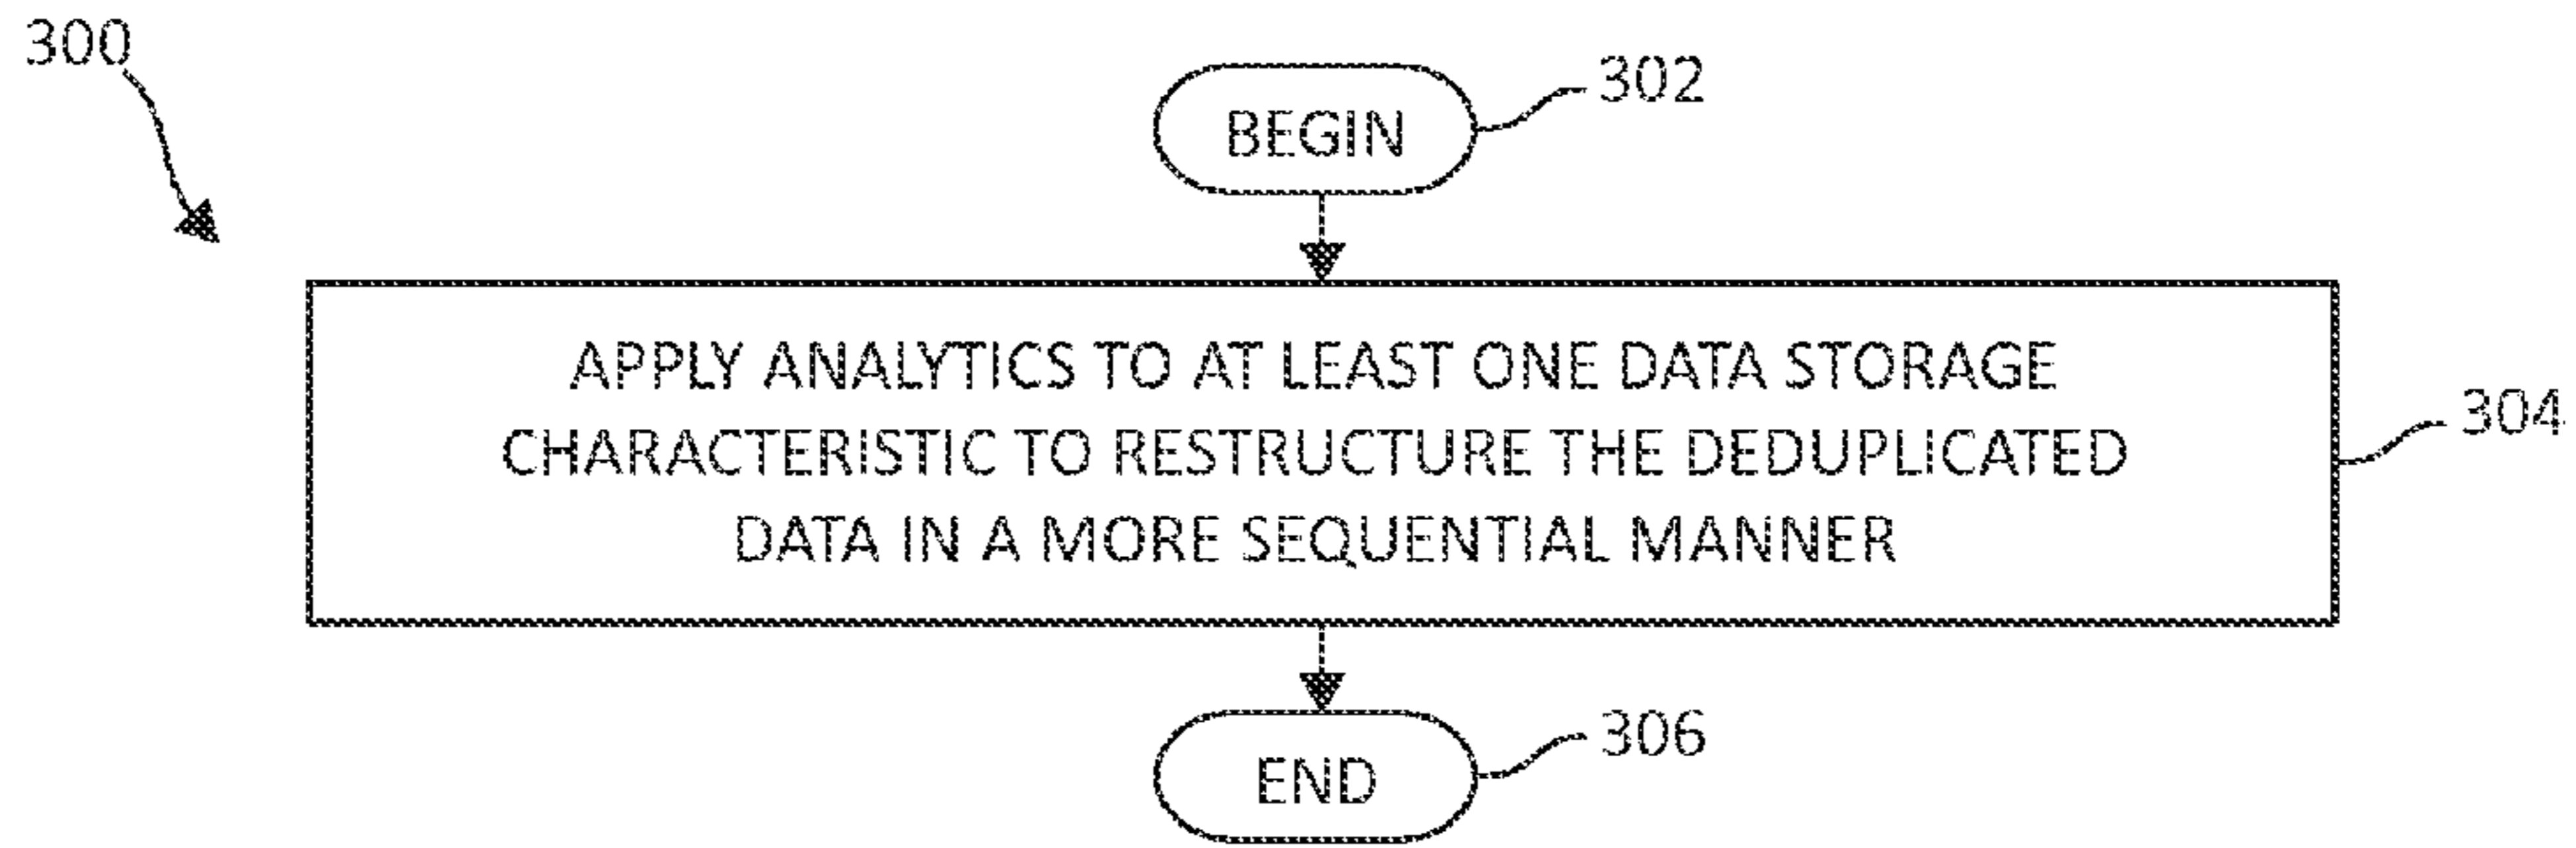 300
BEGIN
302
APPLY ANALYTICS TO AT LEAST ONE DATA STORAGE
CHARACTERISTIC TO RESTRUCTURE THE DEDUPLICATED
DATA IN A MORE SEQUENTIAL MANNER
304
END
306